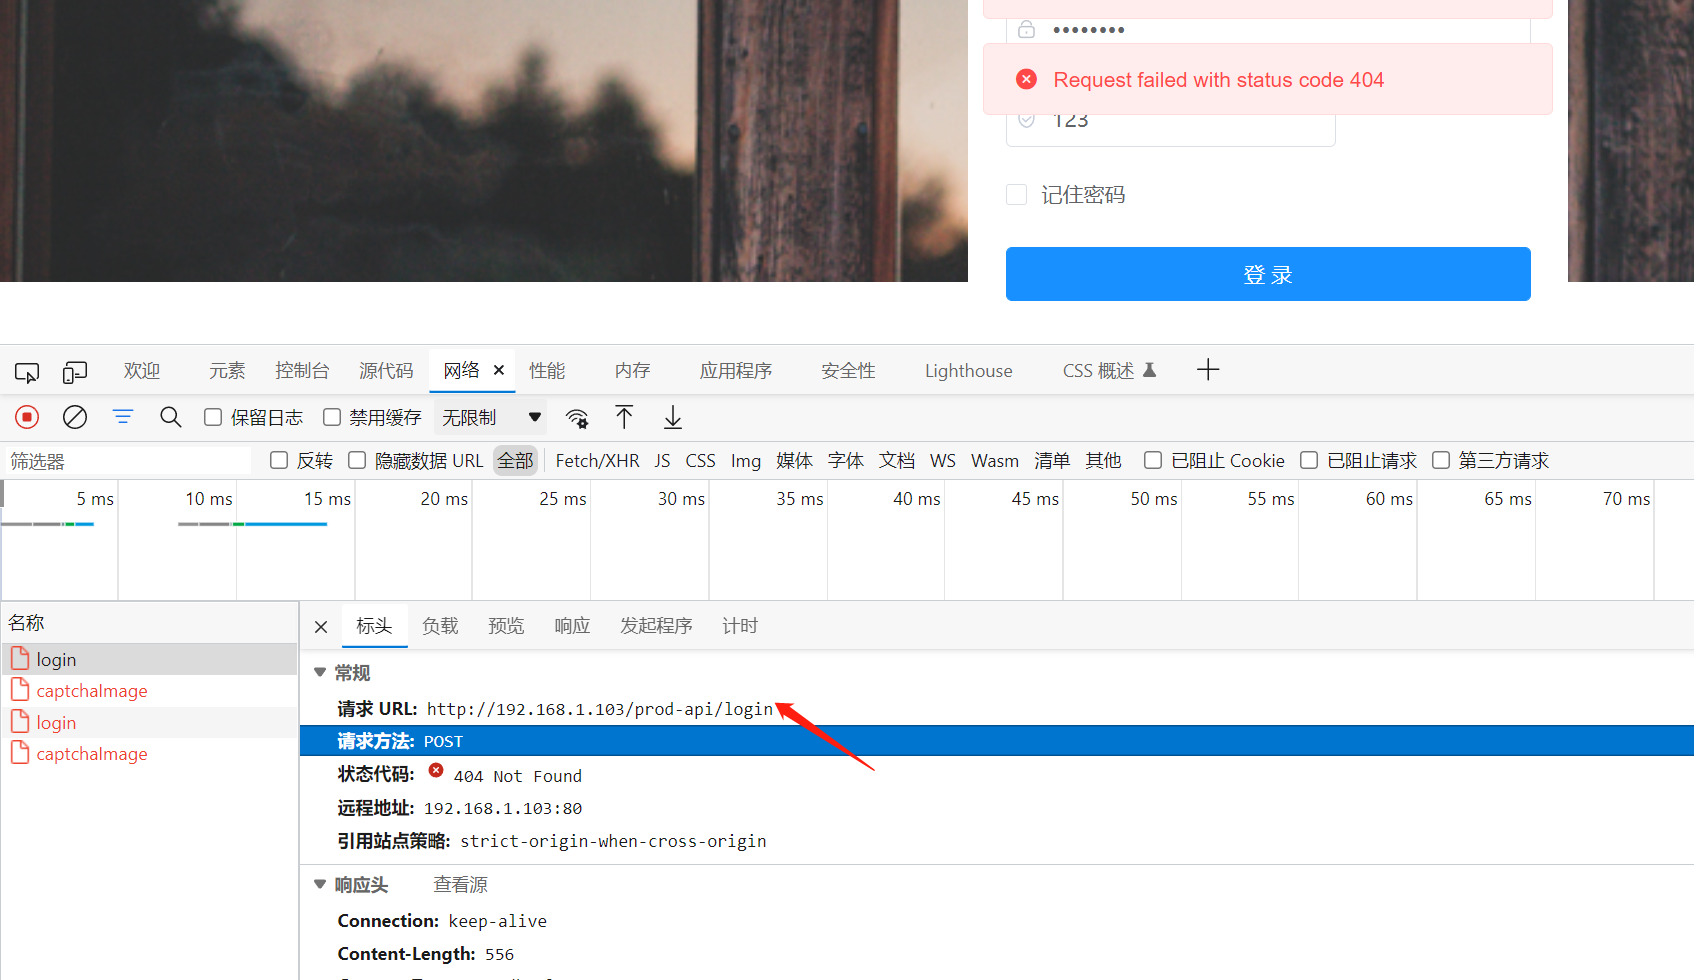 ••••••••
Request failed with status code 404
123
记住密码
登 录
欢迎 元素 控制台 源代码 网络 × 性能 内存 应用程序 安全性 Lighthouse CSS 概述
保留日志 禁用缓存 无限制
筛选器 反转 隐藏数据 URL 全部 Fetch/XHR JS CSS Img 媒体 字体 文档 WS Wasm 清单 其他 已阻止 Cookie 已阻止请求 第三方请求
5 ms 10 ms 15 ms 20 ms 25 ms 30 ms 35 ms 40 ms 45 ms 50 ms 55 ms 60 ms 65 ms 70 ms
名称
login
captchaImage
login
captchaImage
× 标头 负载 预览 响应 发起程序 计时
常规
请求 URL: http://192.168.1.103/prod-api/login
请求方法: POST
状态代码: 404 Not Found
远程地址: 192.168.1.103:80
引用站点策略: strict-origin-when-cross-origin
响应头 查看源
Connection: keep-alive
Content-Length: 556